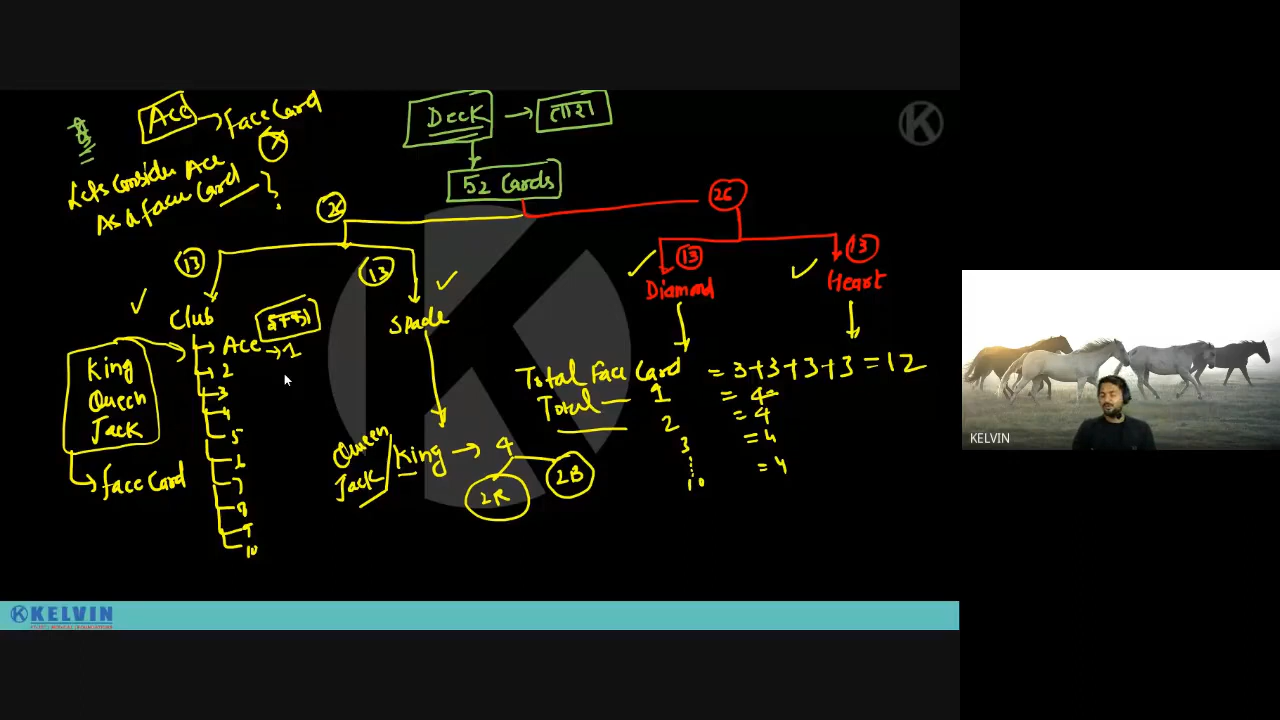 Ace → Face Card
Lets Consider Ace
As a Face Card
?
Deck → ताश
52 Cards
26
26
13
13
13
13
Club
Spade
Diamond
Heart
Ace → 1
इक्का
2
3
4
5
6
7
8
9
10
King
Queen
Jack
Face Card
Queen
Jack / King → 4
2R
2B
Total Face Card = 3+3+3+3 = 12
Total — 1 = 4
2 = 4
3 = 4
10 = 4
KELVIN
KELVIN